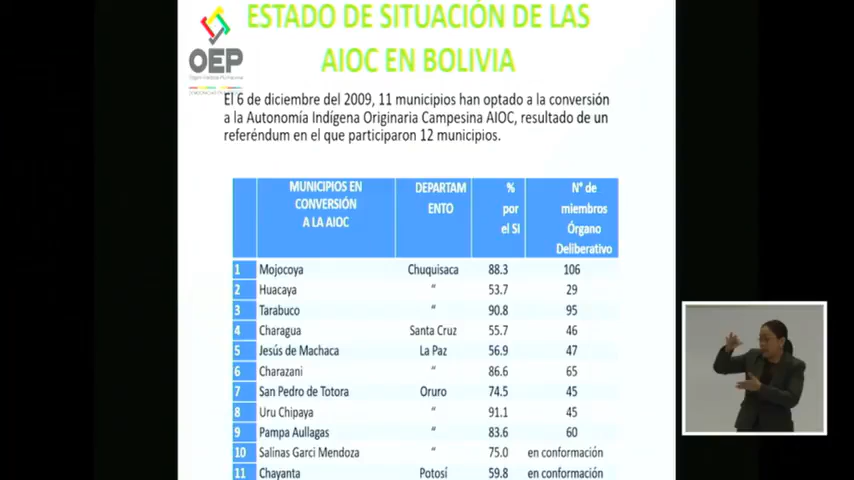 ESTADO DE SITUACIÓN DE LAS
AIOC EN BOLIVIA
OEP
El 6 de diciembre del 2009, 11 municipios han optado a la conversión
a la Autonomía Indígena Originaria Campesina AIOC, resultado de un
referéndum en el que participaron 12 municipios.
MUNICIPIOS EN CONVERSIÓN A LA AIOC DEPARTAMENTO % por el SI N° de miembros Órgano Deliberativo
1 Mojocoya Chuquisaca 88.3 106
2 Huacaya " 53.7 29
3 Tarabuco " 90.8 95
4 Charagua Santa Cruz 55.7 46
5 Jesús de Machaca La Paz 56.9 47
6 Charazani " 86.6 65
7 San Pedro de Totora Oruro 74.5 45
8 Uru Chipaya " 91.1 45
9 Pampa Aullagas " 83.6 60
10 Salinas Garci Mendoza " 75.0 en conformación
11 Chayanta Potosí 59.8 en conformación